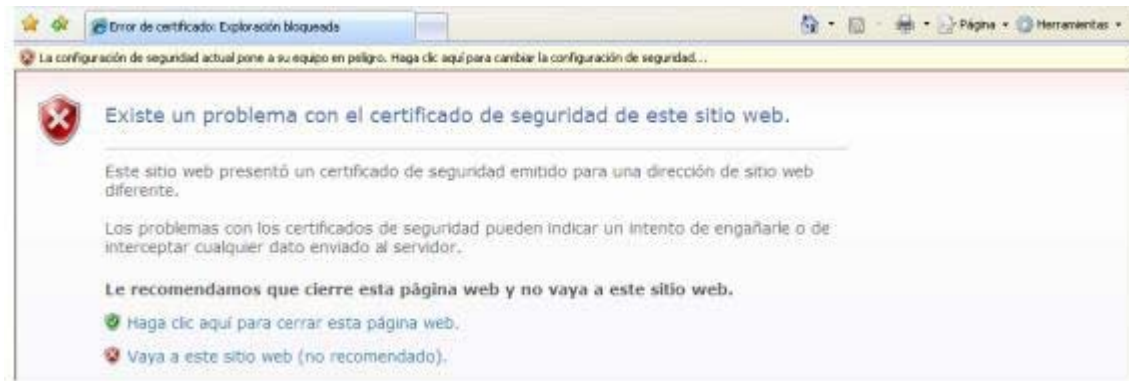 Error de certificado: Exploración bloqueada
Página
Herramientas
La configuración de seguridad actual pone a su equipo en peligro. Haga clic aquí para cambiar la configuración de seguridad...
Existe un problema con el certificado de seguridad de este sitio web.
Este sitio web presentó un certificado de seguridad emitido para una dirección de sitio web
diferente.
Los problemas con los certificados de seguridad pueden indicar un intento de engañarle o de
interceptar cualquier dato enviado al servidor.
Le recomendamos que cierre esta página web y no vaya a este sitio web.
Haga clic aquí para cerrar esta página web.
Vaya a este sitio web (no recomendado).